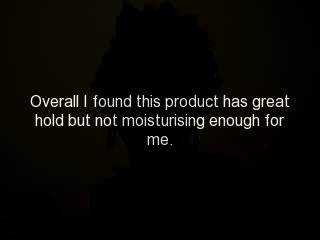 Overall I found this product has great
hold but not moisturising enough for
me.